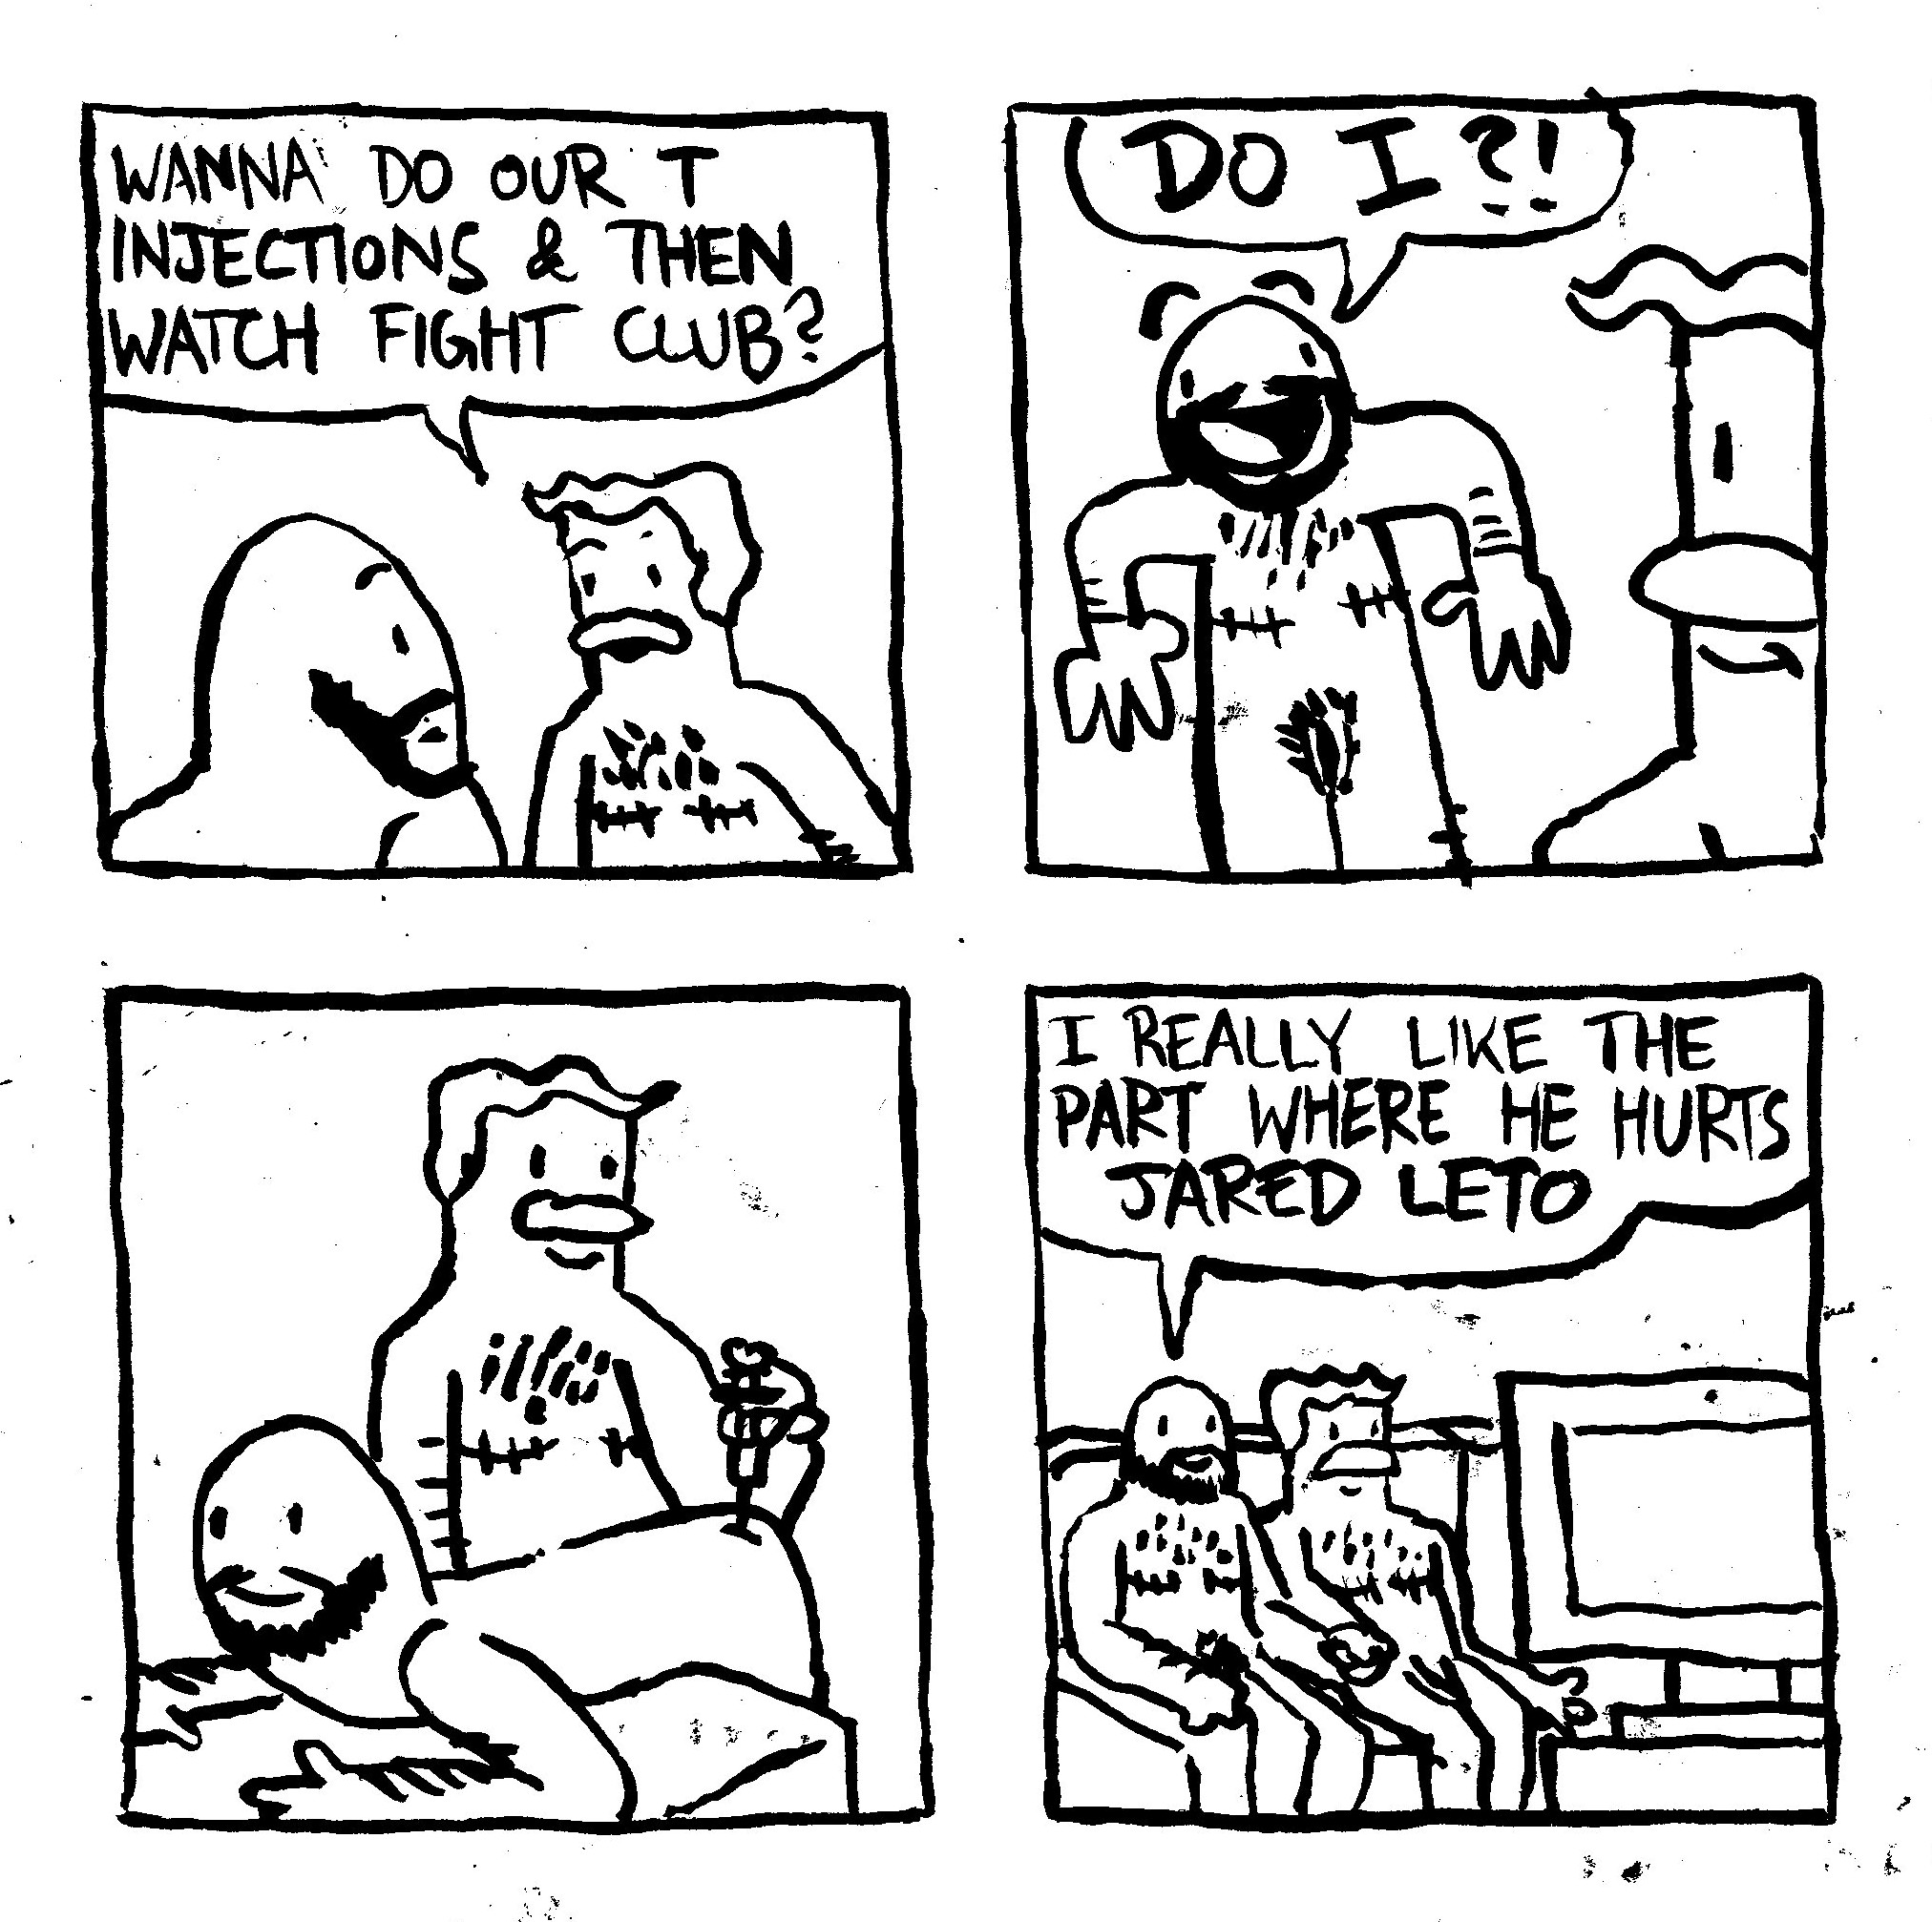 WANNA DO OUR T
INJECTIONS & THEN
WATCH FIGHT CLUB?
DO I?!
I REALLY LIKE THE
PART WHERE HE HURTS
JARED LETO